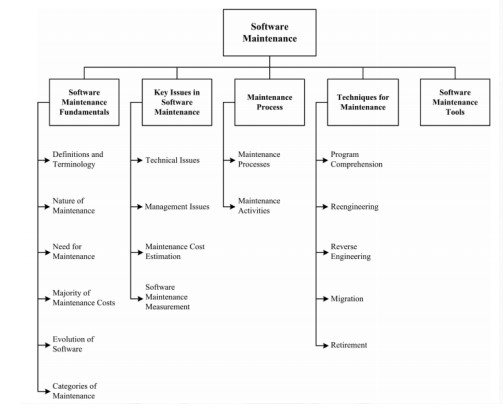 Software
Maintenance
Software
Maintenance
Fundamentals
Key Issues in
Software
Maintenance
Maintenance
Process
Techniques for
Maintenance
Software
Maintenance
Tools
Definitions and
Terminology
Nature of
Maintenance
Need for
Maintenance
Majority of
Maintenance Costs
Evolution of
Software
Categories of
Maintenance
Technical Issues
Management Issues
Maintenance Cost
Estimation
Software
Maintenance
Measurement
Maintenance
Processes
Maintenance
Activities
Program
Comprehension
Reengineering
Reverse
Engineering
Migration
Retirement